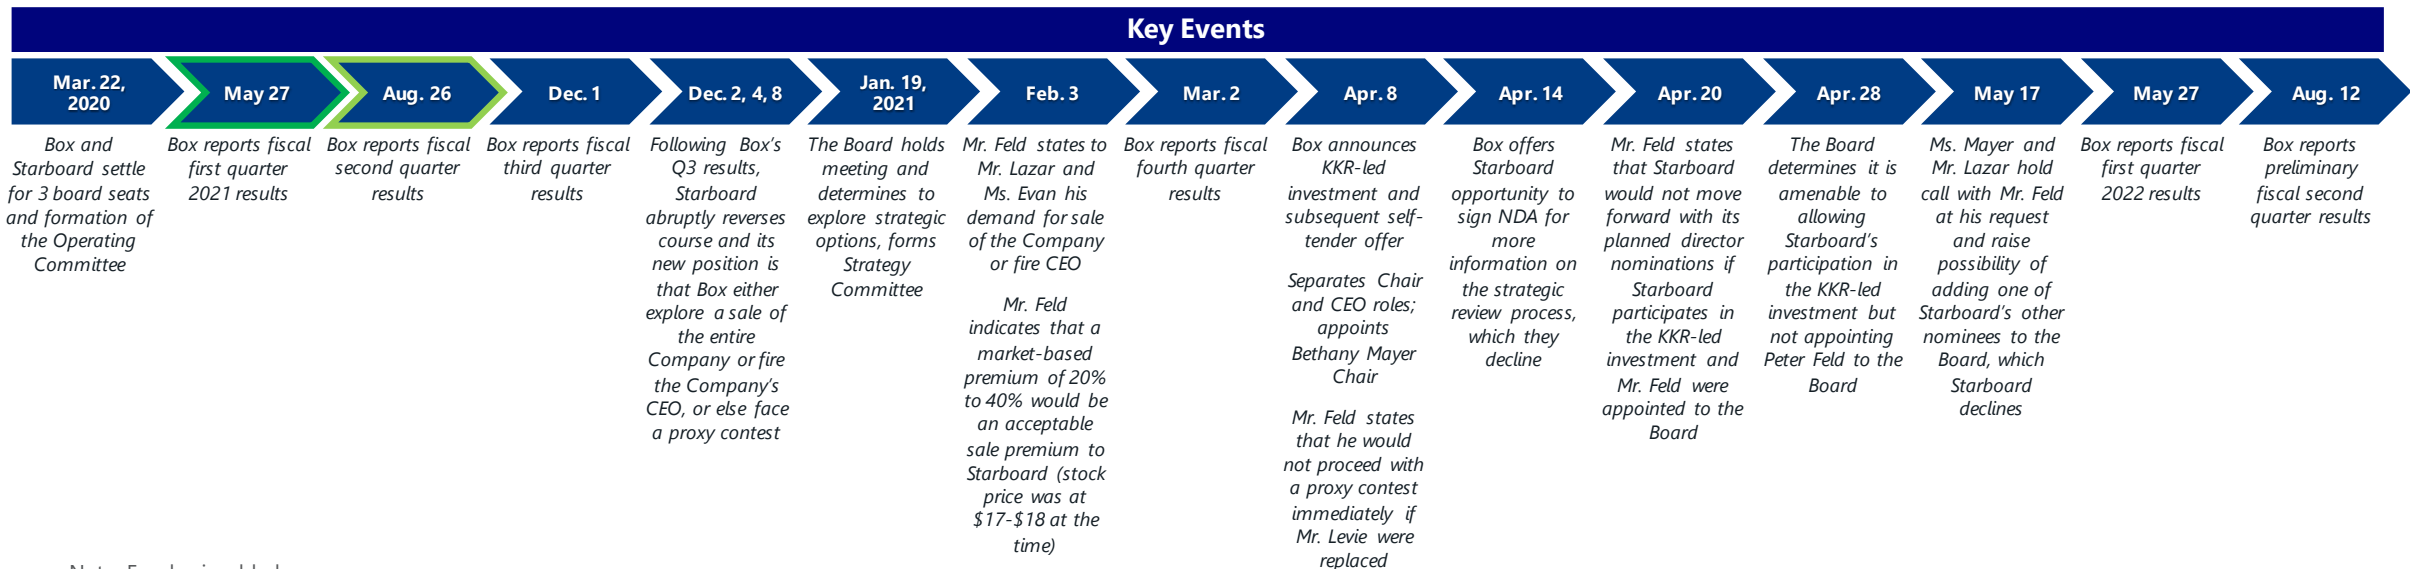 Key Events
Mar. 22,
2020
May 27
Aug. 26
Dec. 1
Dec. 2, 4, 8
Jan. 19,
2021
Feb. 3
Mar. 2
Apr. 8
Apr. 14
Apr. 20
Apr. 28
May 17
May 27
Aug. 12
Box and
Starboard settle
for 3 board seats
and formation of
the Operating
Committee
Box reports fiscal
first quarter
2021 results
Box reports fiscal
second quarter
results
Box reports fiscal
third quarter
results
Following Box's
Q3 results,
Starboard
abruptly reverses
course and its
new position is
that Box either
explore a sale of
the entire
Company or fire
the Company's
CEO, or else face
a proxy contest
The Board holds
meeting and
determines to
explore strategic
options, forms
Strategy
Committee
Mr. Feld states to
Mr. Lazar and
Ms. Evan his
demand for sale
of the Company
or fire CEO
Mr. Feld
indicates that a
market-based
premium of 20%
to 40% would be
an acceptable
sale premium to
Starboard (stock
price was at
$17-$18 at the
time)
Box reports fiscal
fourth quarter
results
Box announces
KKR-led
investment and
subsequent self-
tender offer
Separates Chair
and CEO roles;
appoints
Bethany Mayer
Chair
Mr. Feld states
that he would
not proceed with
a proxy contest
immediately if
Mr. Levie were
replaced
Box offers
Starboard
opportunity to
sign NDA for
more
information on
the strategic
review process,
which they
decline
Mr. Feld states
that Starboard
would not move
forward with its
planned director
nominations if
Starboard
participates in
the KKR-led
investment and
Mr. Feld were
appointed to the
Board
The Board
determines it is
amenable to
allowing
Starboard's
participation in
the KKR-led
investment but
not appointing
Peter Feld to the
Board
Ms. Mayer and
Mr. Lazar hold
call with Mr. Feld
at his request
and raise
possibility of
adding one of
Starboard's other
nominees to the
Board, which
Starboard
declines
Box reports fiscal
first quarter
2022 results
Box reports
preliminary
fiscal second
quarter results